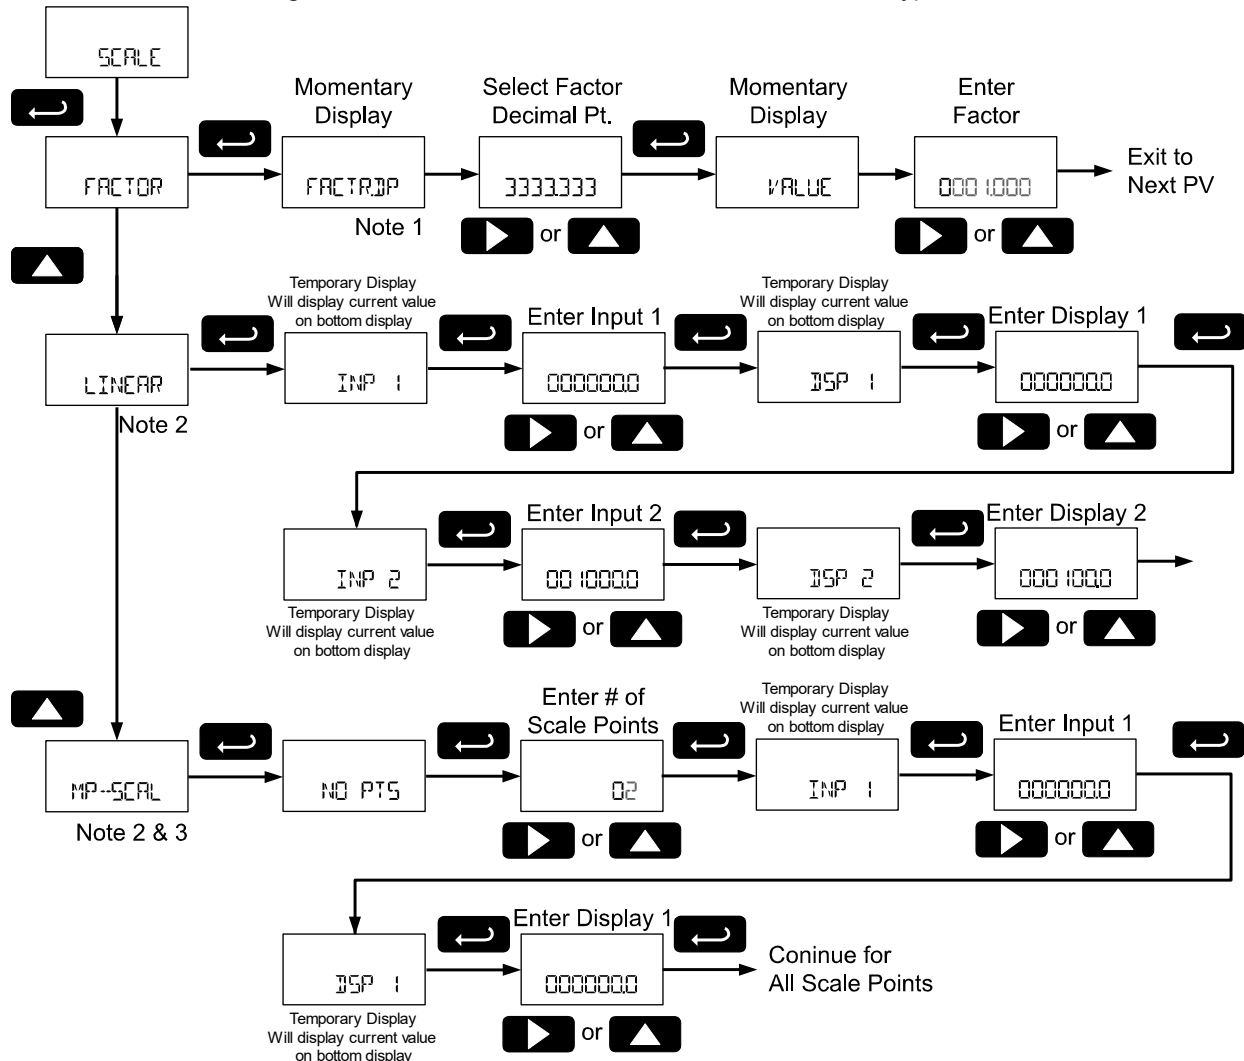 SCALE
Momentary
Display
Select Factor
Decimal Pt.
Momentary
Display
Enter
Factor
FACTOR
FACTR.DP
3333.333
VALUE
0001.000
Exit to
Next PV
Note 1
or
or
Temporary Display
Will display current value
on bottom display
Enter Input 1
Temporary Display
Will display current value
on bottom display
Enter Display 1
LINEAR
INP 1
000000.0
DSP 1
000000.0
Note 2
or
or
Enter Input 2
Enter Display 2
INP 2
001000.0
DSP 2
000100.0
Temporary Display
Will display current value
on bottom display
or
Temporary Display
Will display current value
on bottom display
or
Enter # of
Scale Points
Temporary Display
Will display current value
on bottom display
Enter Input 1
MP--SCAL
NO PTS
02
INP 1
000000.0
Note 2 & 3
or
or
Enter Display 1
DSP 1
000000.0
Coninue for
All Scale Points
Temporary Display
Will display current value
on bottom display
or